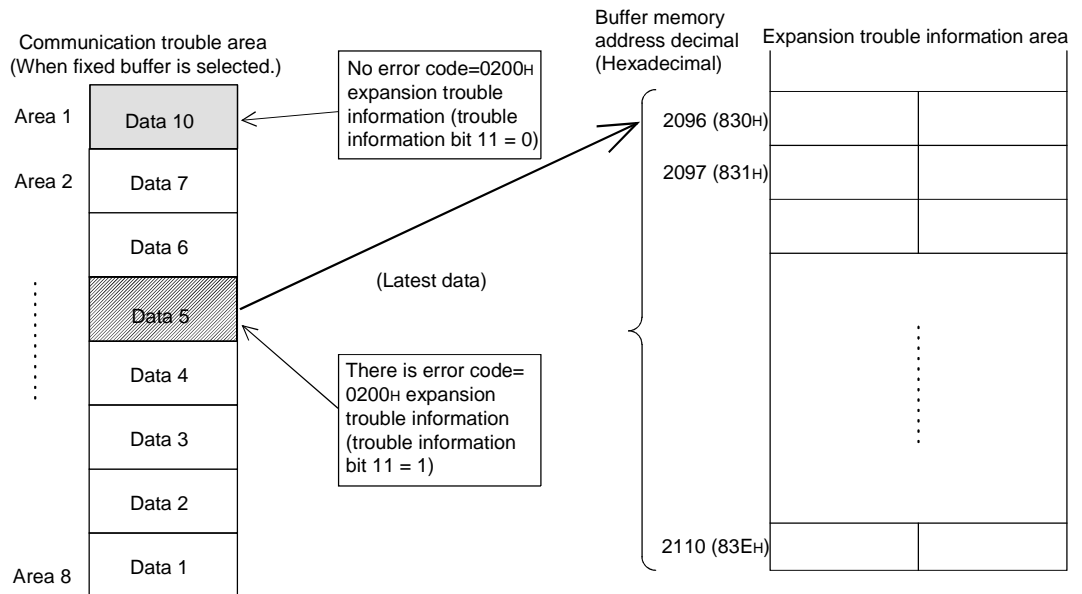 Communication trouble area
(When fixed buffer is selected.)
Area 1
Data 10
Area 2
Data 7
Data 6
Data 5
Data 4
Data 3
Data 2
Area 8
Data 1
No error code=0200H
expansion trouble
information (trouble
information bit 11 = 0)
(Latest data)
There is error code=
0200H expansion
trouble information
(trouble information
bit 11 = 1)
Buffer memory
address decimal
(Hexadecimal)
Expansion trouble information area
2096 (830H)
2097 (831H)
2110 (83EH)